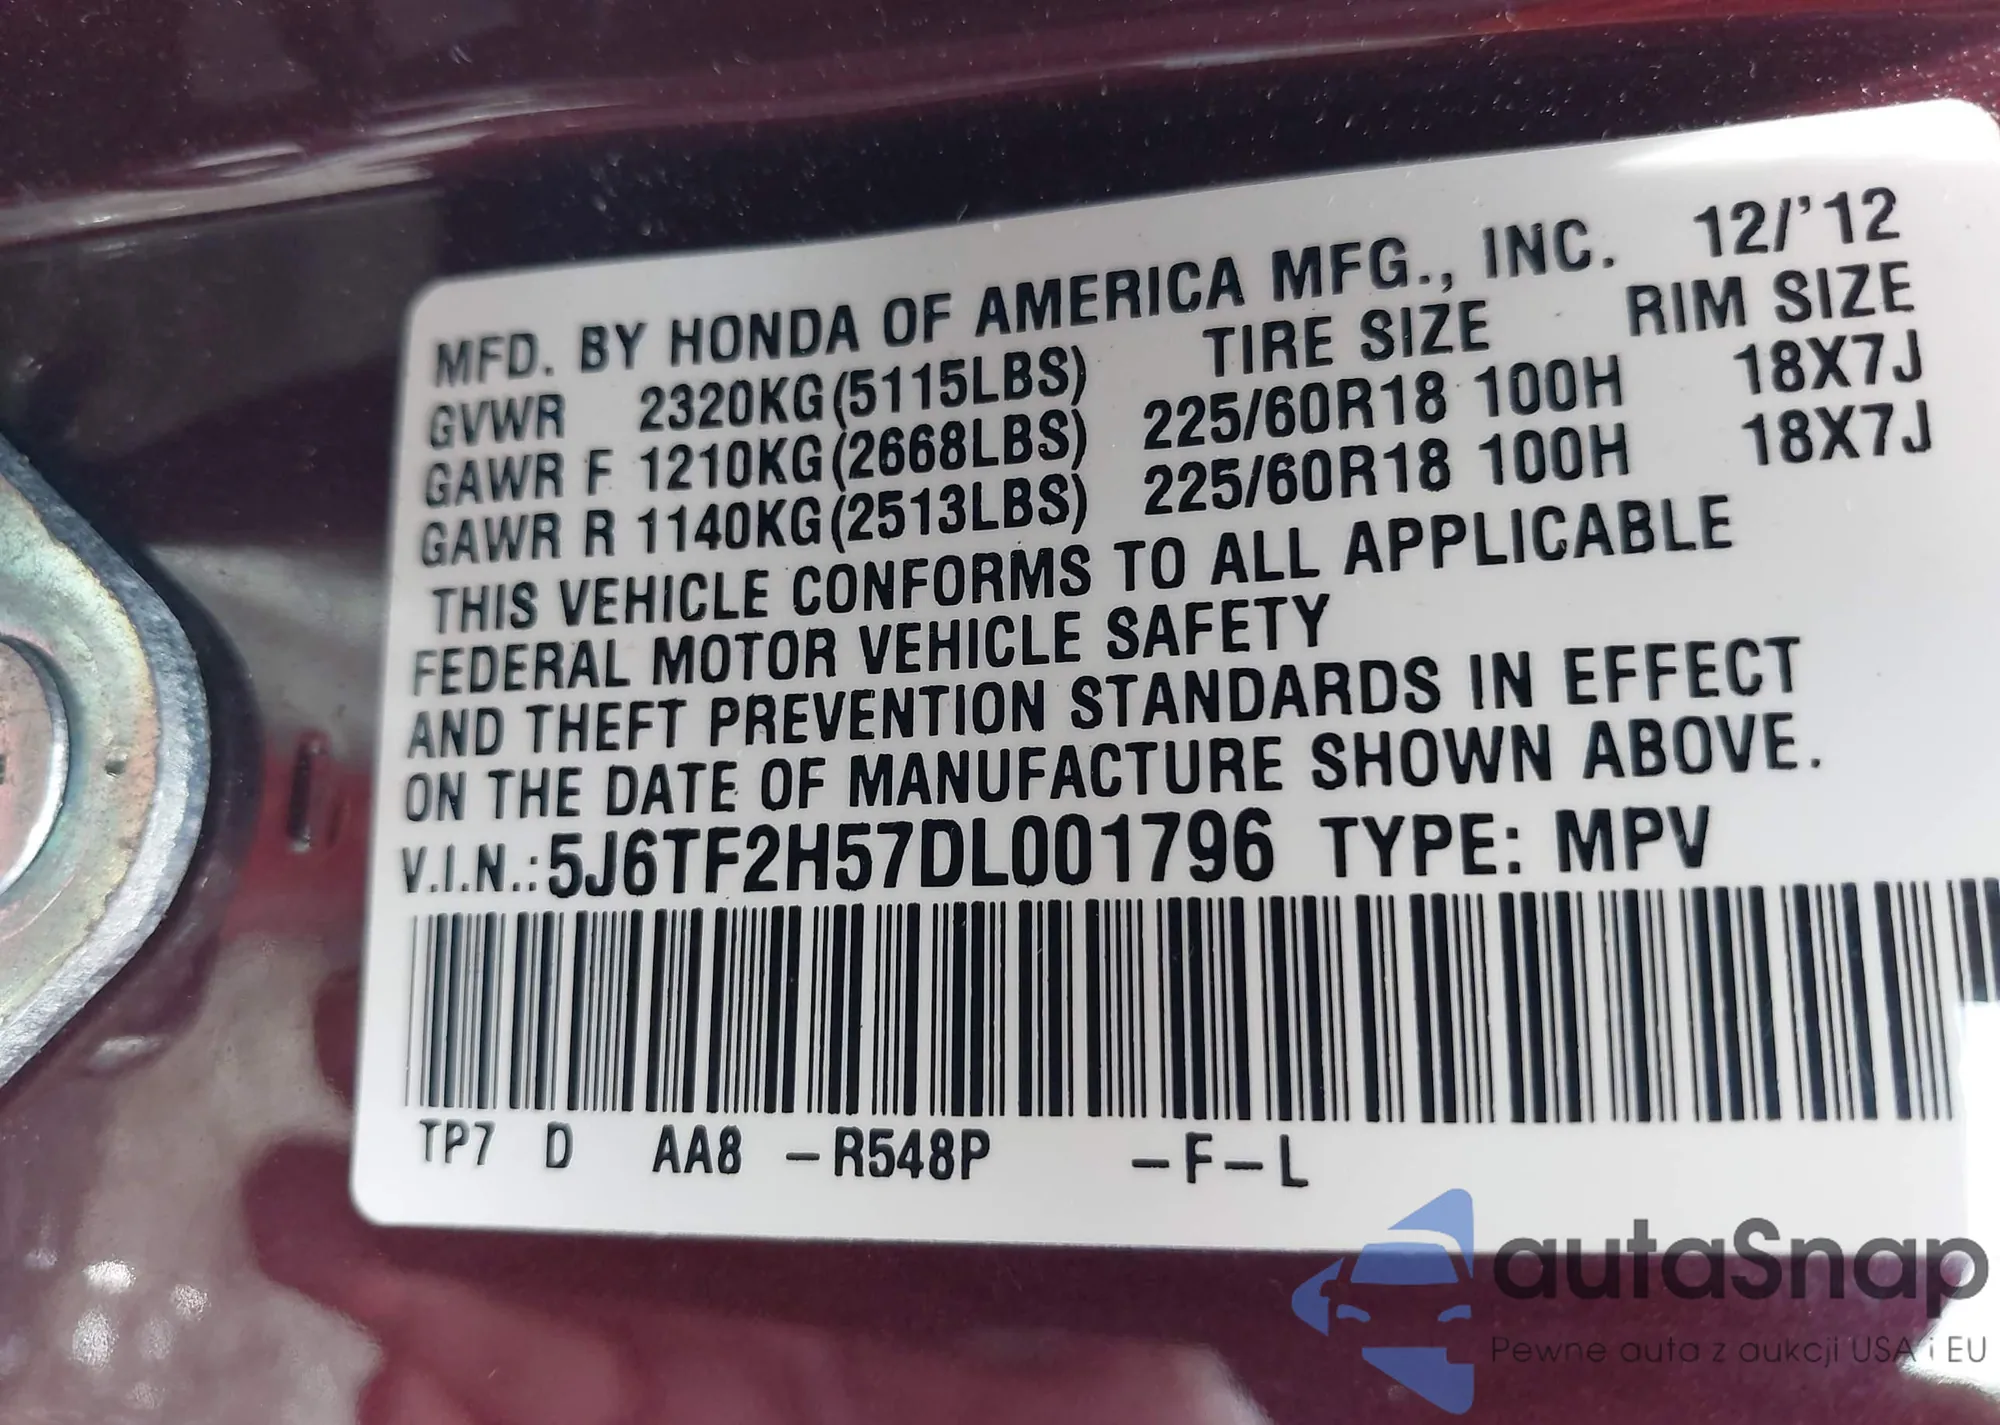 MFD. BY HONDA OF AMERICA MFG., INC. 12/'12
GVWR 2320KG(5115LBS) TIRE SIZE RIM SIZE
GAWR F 1210KG(2668LBS) 225/60R18 100H 18X7J
GAWR R 1140KG(2513LBS) 225/60R18 100H 18X7J
THIS VEHICLE CONFORMS TO ALL APPLICABLE
FEDERAL MOTOR VEHICLE SAFETY
AND THEFT PREVENTION STANDARDS IN EFFECT
ON THE DATE OF MANUFACTURE SHOWN ABOVE.
V.I.N.: 5J6TF2H57DL001796 TYPE: MPV
TP7 D AA8 –R548P –F–L
autaSnap
Pewne auta z aukcji USA i EU